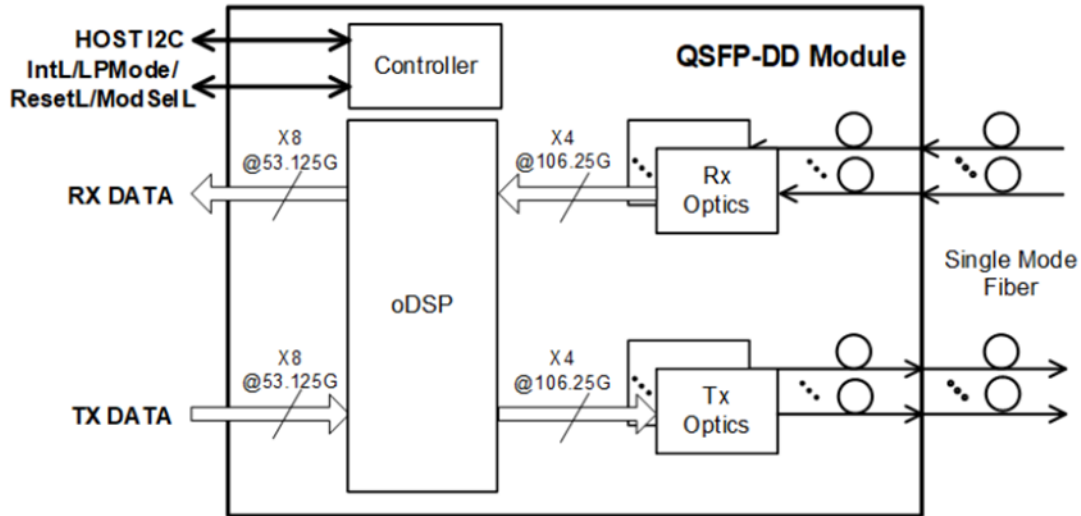 HOST I2C
IntL/LPMode/
ResetL/ModSelL
Controller
QSFP-DD Module
X8
@53.125G
X4
@106.25G
RX DATA
Rx
Optics
Single Mode
Fiber
oDSP
X8
@53.125G
X4
@106.25G
TX DATA
Tx
Optics